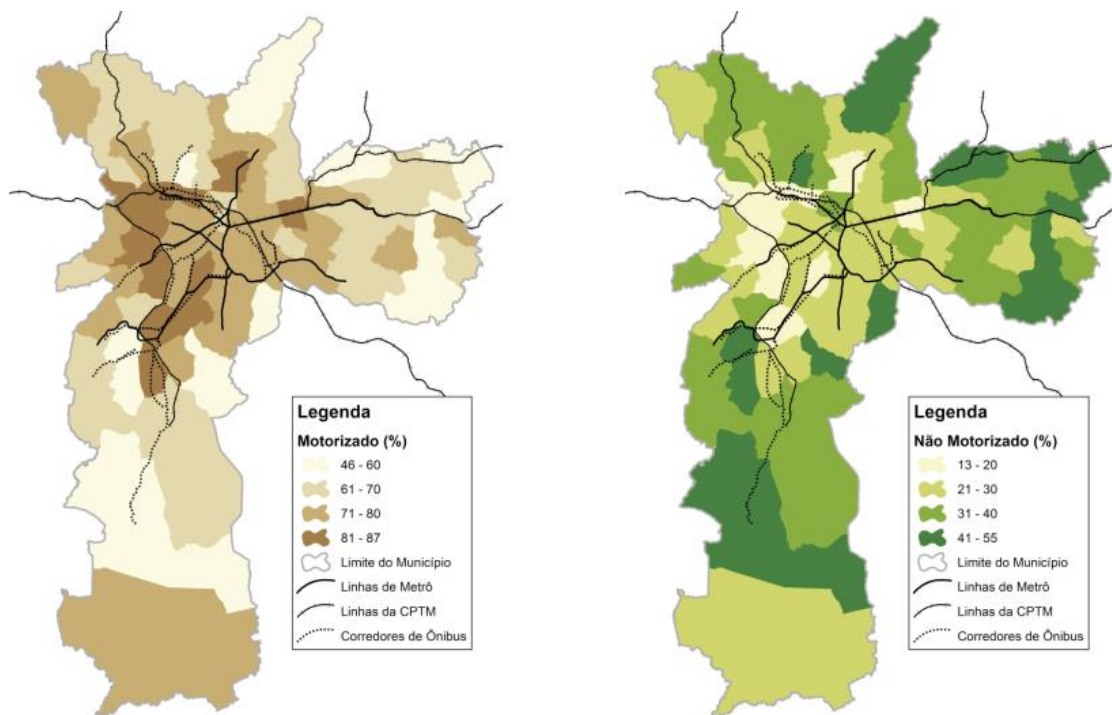 Legenda
Motorizado (%)
46 - 60
61 - 70
71 - 80
81 - 87
Limite do Município
Linhas de Metrô
Linhas da CPTM
Corredores de Ônibus
Legenda
Não Motorizado (%)
13 - 20
21 - 30
31 - 40
41 - 55
Limite do Município
Linhas de Metrô
Linhas da CPTM
Corredores de Ônibus